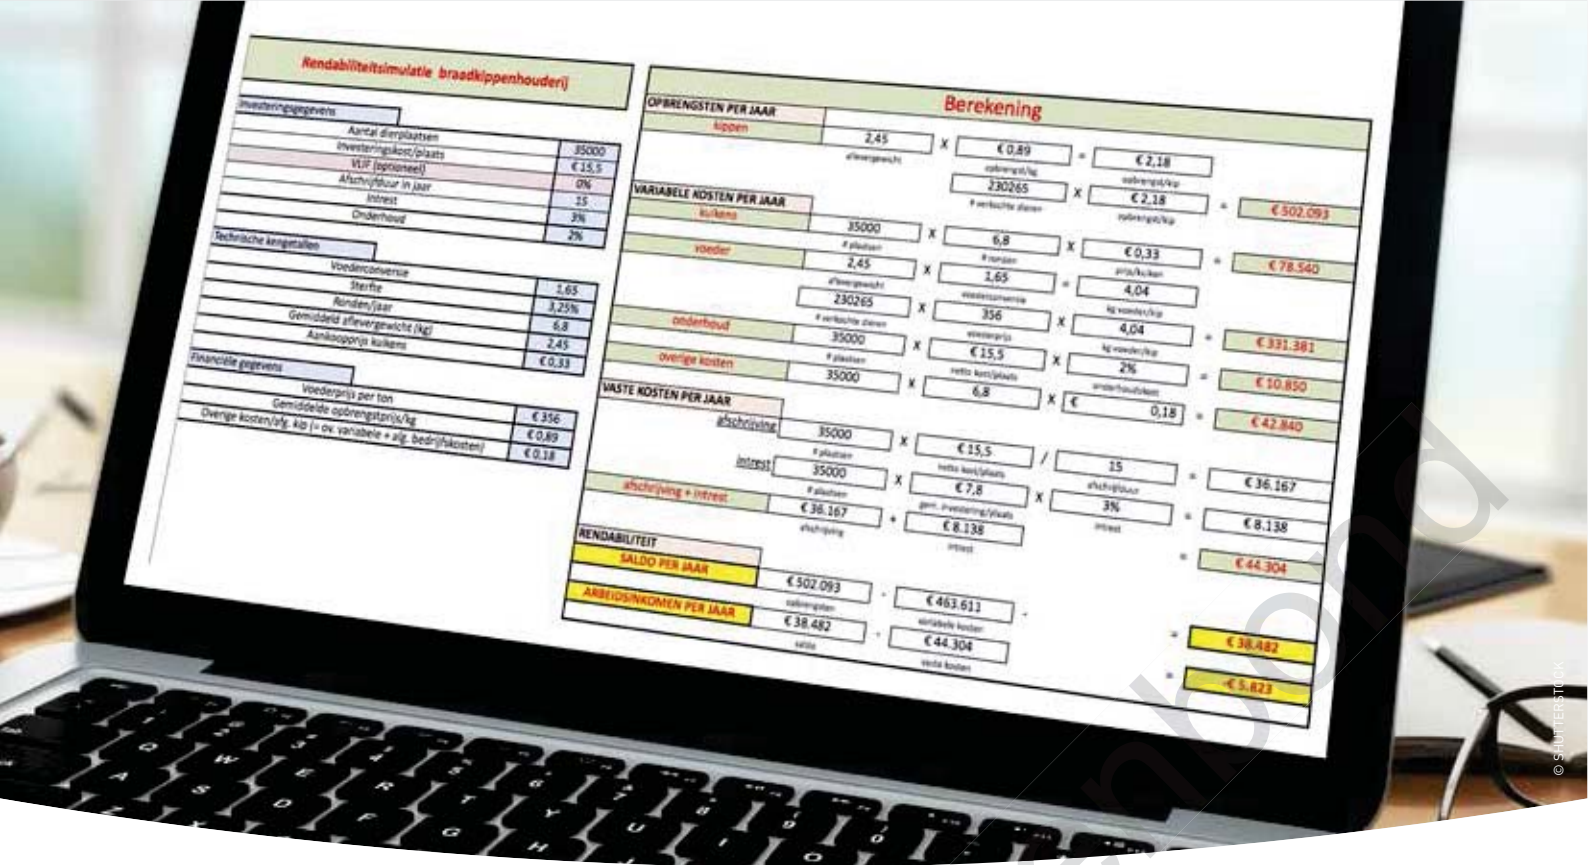 Rendabiliteitsimulatie braadkippenhouderij
Investeringsgegevens
Aantal dierplaatsen 35000
Investeringskost/plaats € 15,5
VLIF (optioneel) 0%
Afschrijfduur in jaar 15
Intrest 3%
Onderhoud 2%
Technische kengetallen
Voederconversie 1,65
Sterfte 3,25%
Ronden/jaar 6,8
Gemiddeld aflevergewicht (kg) 2,45
Aankoopprijs kuikens € 0,33
Financiële gegevens
Voederprijs per ton € 356
Gemiddelde opbrengstprijs/kg € 0,89
Overige kosten/afg. kip (= ov. variabele + alg. bedrijfskosten) € 0,18
Berekening
OPBRENGSTEN PER JAAR
kippen 2,45 X € 0,89 = € 2,18
aflevergewicht opbrengst/kg opbrengst/kip
230265 X € 2,18 = € 502.093
# verkochte dieren opbrengst/kip
VARIABELE KOSTEN PER JAAR
kuikens 35000 X 6,8 X € 0,33 = € 78.540
# plaatsen # ronden prijs/kuiken
voeder 2,45 X 1,65 = 4,04
aflevergewicht voederconversie kg voeder/kip
230265 X 356 X 4,04 = € 331.381
# verkochte dieren voederprijs kg voeder/kip
onderhoud 35000 X € 15,5 X 2% = € 10.850
# plaatsen netto kost/plaats onderhoudskost
overige kosten 35000 X 6,8 X € 0,18 = € 42.840
VASTE KOSTEN PER JAAR
afschrijving 35000 X € 15,5 / 15 = € 36.167
# plaatsen netto kost/plaats afschrijfduur
intrest 35000 X € 7,8 X 3% = € 8.138
# plaatsen gem. investering/plaats intrest
afschrijving + intrest € 36.167 + € 8.138 = € 44.304
afschrijving intrest
RENDABILITEIT
SALDO PER JAAR € 502.093 - € 463.611 - = € 38.482
opbrengsten variabele kosten
ARBEIDSINKOMEN PER JAAR € 38.482 - € 44.304 = -€ 5.823
saldo vaste kosten
Q W E R T Y U I O
A S D F G H
© SHUTTERSTOCK